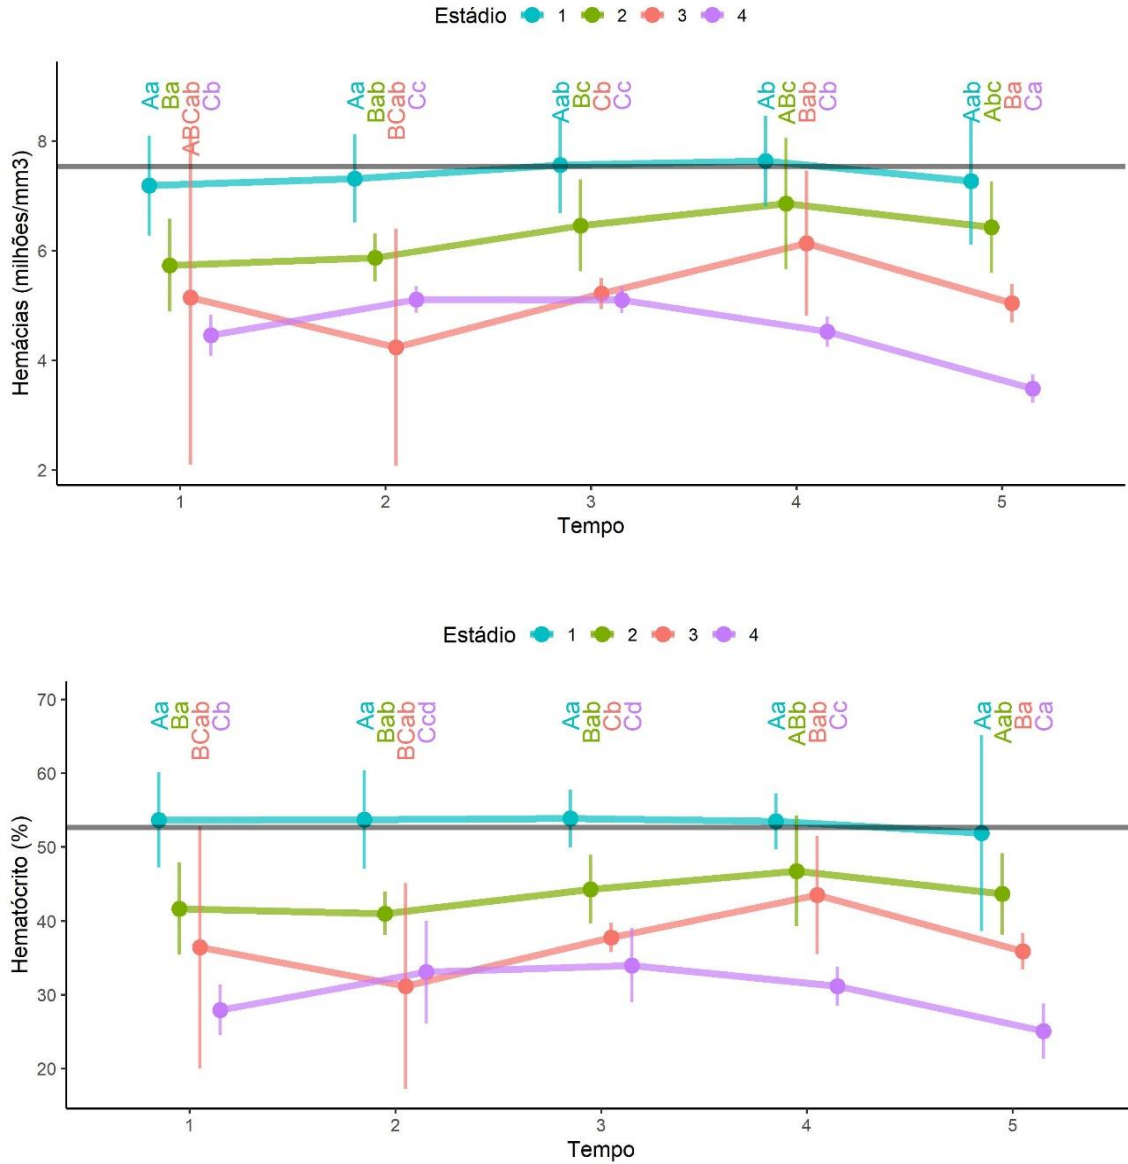 Estádio 1 2 3 4
Aa Ba ABCab Cb Aa Bab BCab Cc Aab Bc Cb Cc Ab ABc Bab Cb Aab Abc Ba Ca
Hemácias (milhões/mm3)
8
6
4
2
1 2 3 4 5
Tempo
Estádio 1 2 3 4
Aa Ba BCab Cb Aa Bab BCab Ccd Aa Bab Cb Cd Aa ABb Bab Cc Aa Aab Ba Ca
Hematócrito (%)
70
60
50
40
30
20
1 2 3 4 5
Tempo